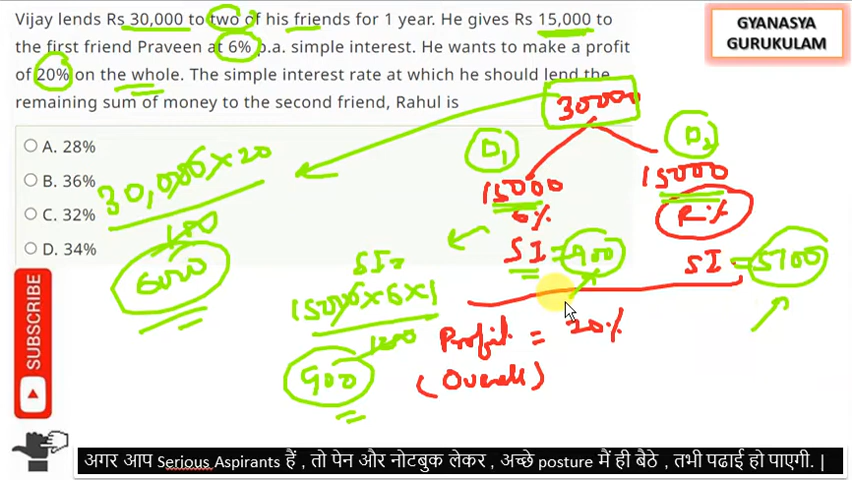 Vijay lends Rs 30,000 to two of his friends for 1 year. He gives Rs 15,000 to
the first friend Praveen at 6% p.a. simple interest. He wants to make a profit
of 20% on the whole. The simple interest rate at which he should lend the
remaining sum of money to the second friend, Rahul is
GYANASYA
GURUKULAM
A. 28%
B. 36%
C. 32%
D. 34%
30000
D1
D2
15000
6%
SI = 900
15000
R%
SI = 5100
30,000 × 20
100
6000
SI =
15000 × 6 × 1
100
900
Profit = 20%
(Overall)
SUBSCRIBE
अगर आप Serious Aspirants हैं , तो पेन और नोटबुक लेकर , अच्छे posture में ही बैठे , तभी पढाई हो पाएगी. |